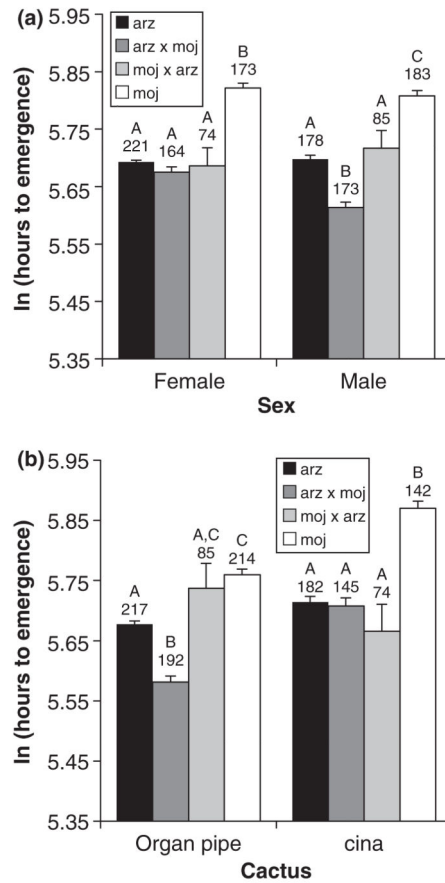 (a)
5.95
5.85
5.75
5.65
5.55
5.45
5.35
ln (hours to emergence)
arz
arz x moj
moj x arz
moj
A
221
A
164
A
74
B
173
A
178
B
173
A
85
C
183
Female
Male
Sex
(b)
5.95
5.85
5.75
5.65
5.55
5.45
5.35
ln (hours to emergence)
arz
arz x moj
moj x arz
moj
A
217
B
192
A,C
85
C
214
A
182
A
145
A
74
B
142
Organ pipe
cina
Cactus